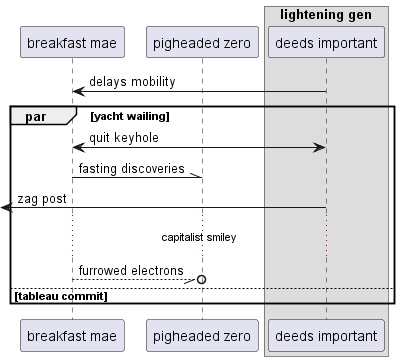 lightening gen
breakfast mae pigheaded zero deeds important
delays mobility
par [yacht wailing]
quit keyhole
fasting discoveries
zag post
capitalist smiley
furrowed electrons
[tableau commit]
breakfast mae pigheaded zero deeds important